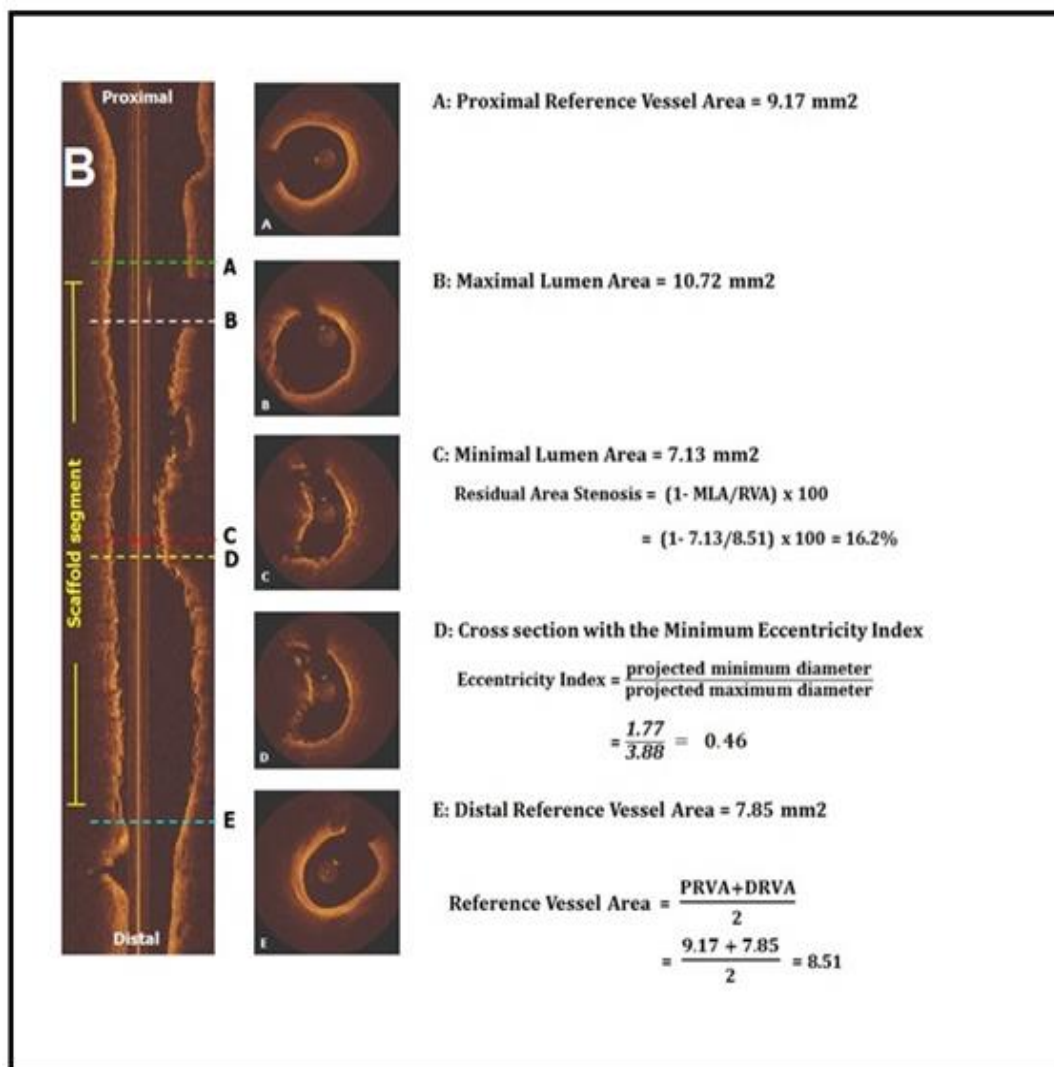 Proximal
B
A
B
Scaffold segment
C
D
E
Distal
A
B
C
D
E
A: Proximal Reference Vessel Area = 9.17 mm2
B: Maximal Lumen Area = 10.72 mm2
C: Minimal Lumen Area = 7.13 mm2
Residual Area Stenosis = (1- MLA/RVA) x 100
= (1- 7.13/8.51) x 100 = 16.2%
D: Cross section with the Minimum Eccentricity Index
Eccentricity Index = projected minimum diameter
projected maximum diameter
= 1.77
3.88 = 0.46
E: Distal Reference Vessel Area = 7.85 mm2
Reference Vessel Area = PRVA+DRVA
2
= 9.17 + 7.85
2 = 8.51